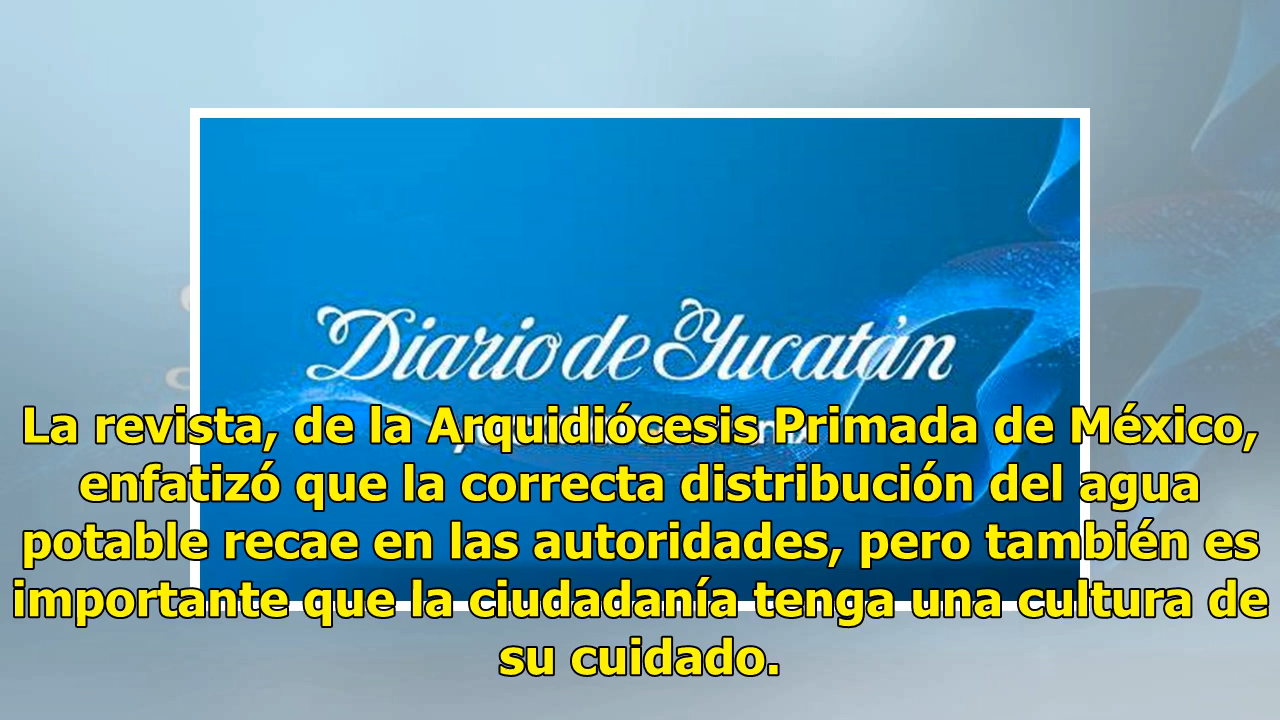 Diario de Yucatán
La revista, de la Arquidiócesis Primada de México,
enfatizó que la correcta distribución del agua
potable recae en las autoridades, pero también es
importante que la ciudadanía tenga una cultura de
su cuidado.